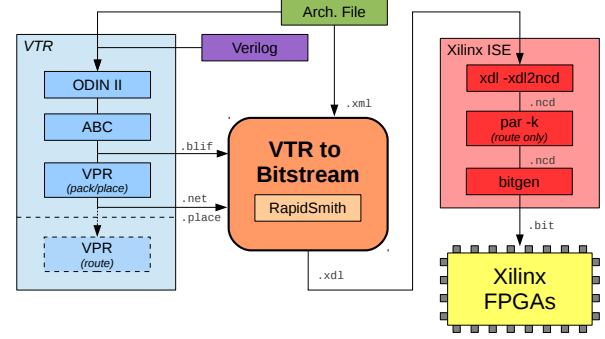 Arch. File
VTR
Verilog
ODIN II
ABC
VPR
(pack/place)
VPR
(route)
.blif
.net
.place
.xml
VTR to
Bitstream
RapidSmith
.xdl
Xilinx ISE
xdl -xdl2ncd
.ncd
par -k
(route only)
.ncd
bitgen
.bit
Xilinx
FPGAs